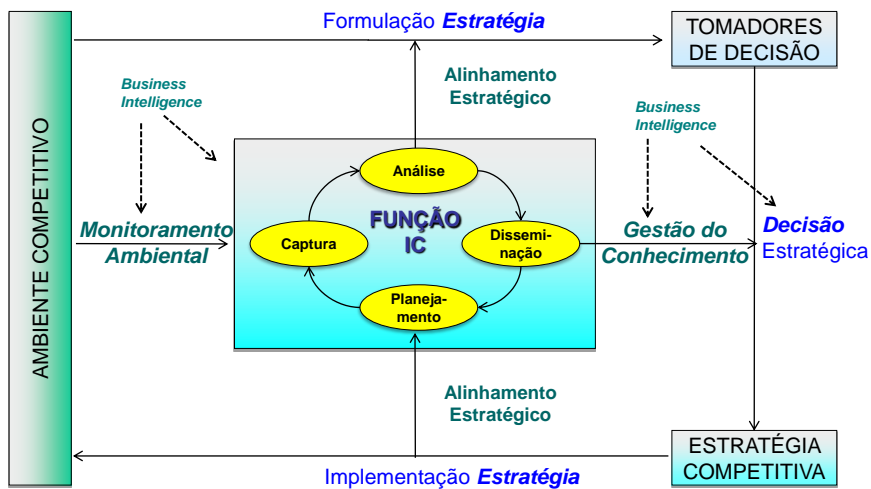 Formulação Estratégia
TOMADORES
DE DECISÃO
AMBIENTE COMPETITIVO
Business
Intelligence
Alinhamento
Estratégico
Business
Intelligence
Análise
Monitoramento
Ambiental
Captura
FUNÇÃO
IC
Dissemi-
nação
Gestão do
Conhecimento
Decisão
Estratégica
Planeja-
mento
Alinhamento
Estratégico
ESTRATÉGIA
COMPETITIVA
Implementação Estratégia